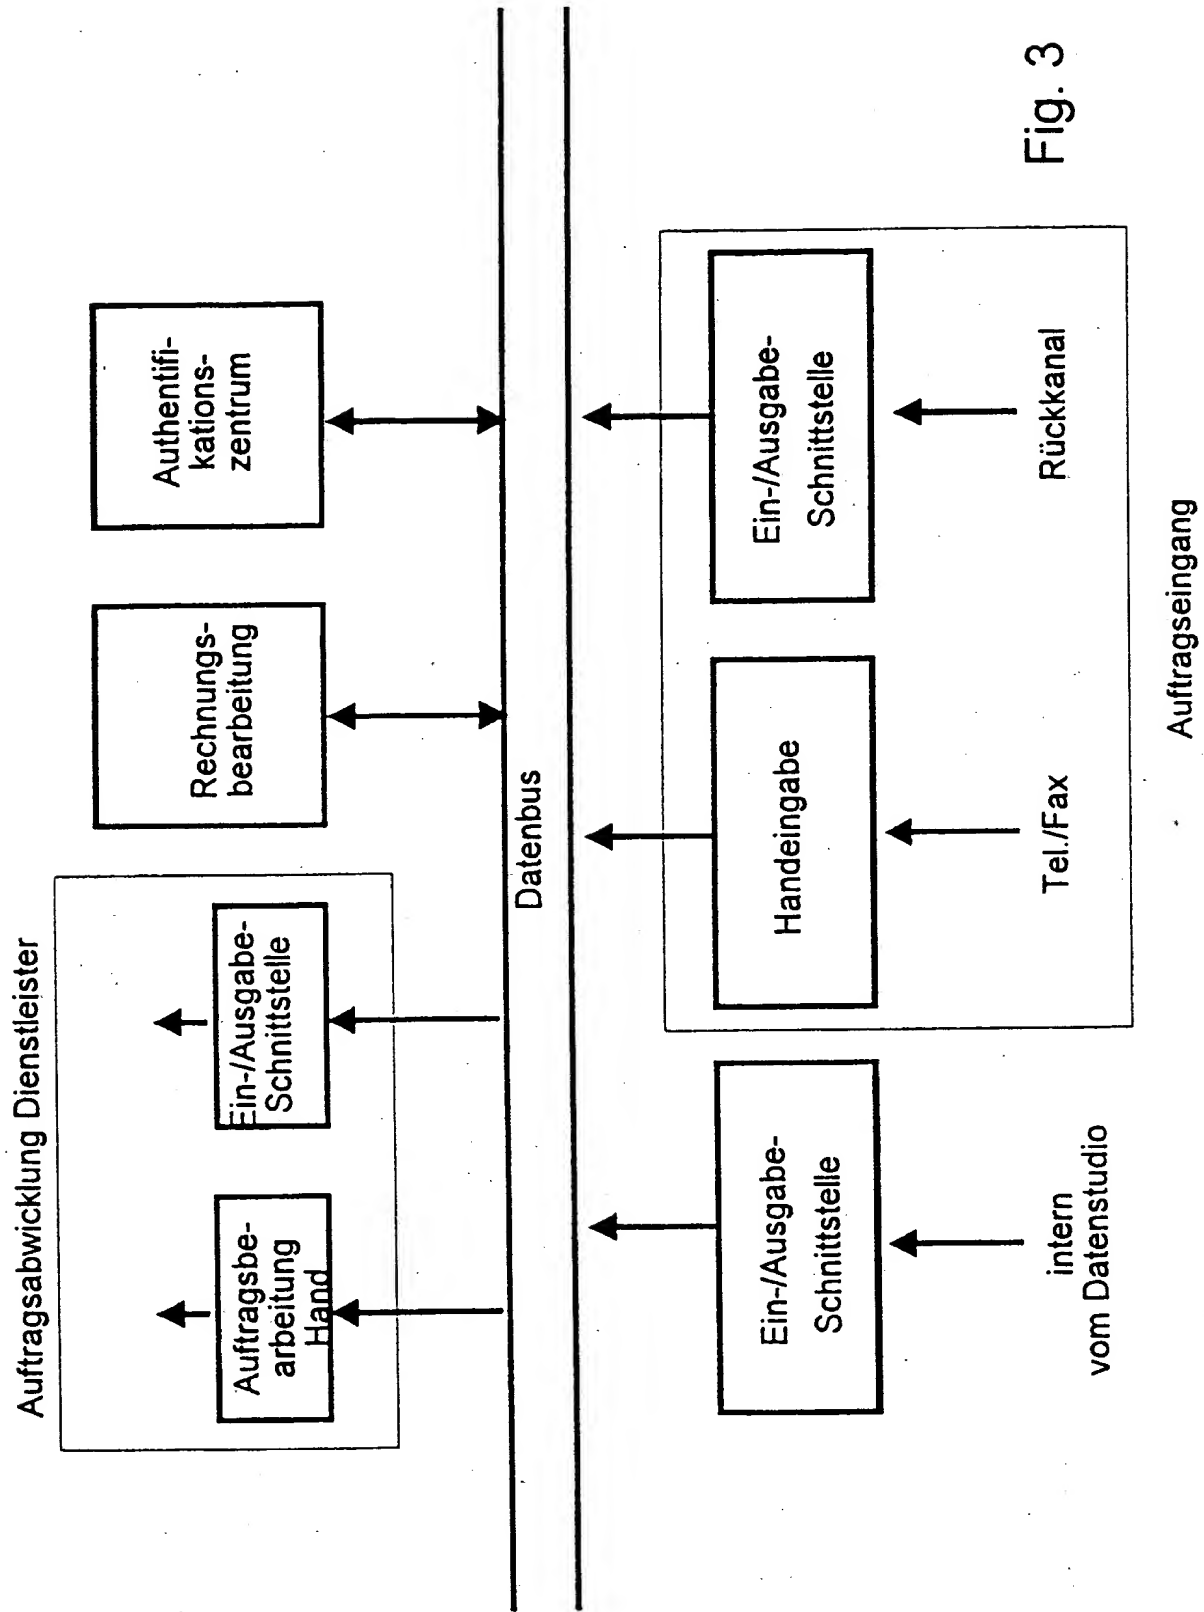 Auftragsabwicklung Dienstleister
Auftragsbe-
arbeitung
Hand
Ein-/Ausgabe-
Schnittstelle
Rechnungs-
bearbeitung
Authentifi-
kations-
zentrum
Datenbus
Ein-/Ausgabe-
Schnittstelle
Handeingabe
Ein-/Ausgabe-
Schnittstelle
intern
vom Datenstudio
Tel./Fax
Rückkanal
Auftragseingang
Fig. 3